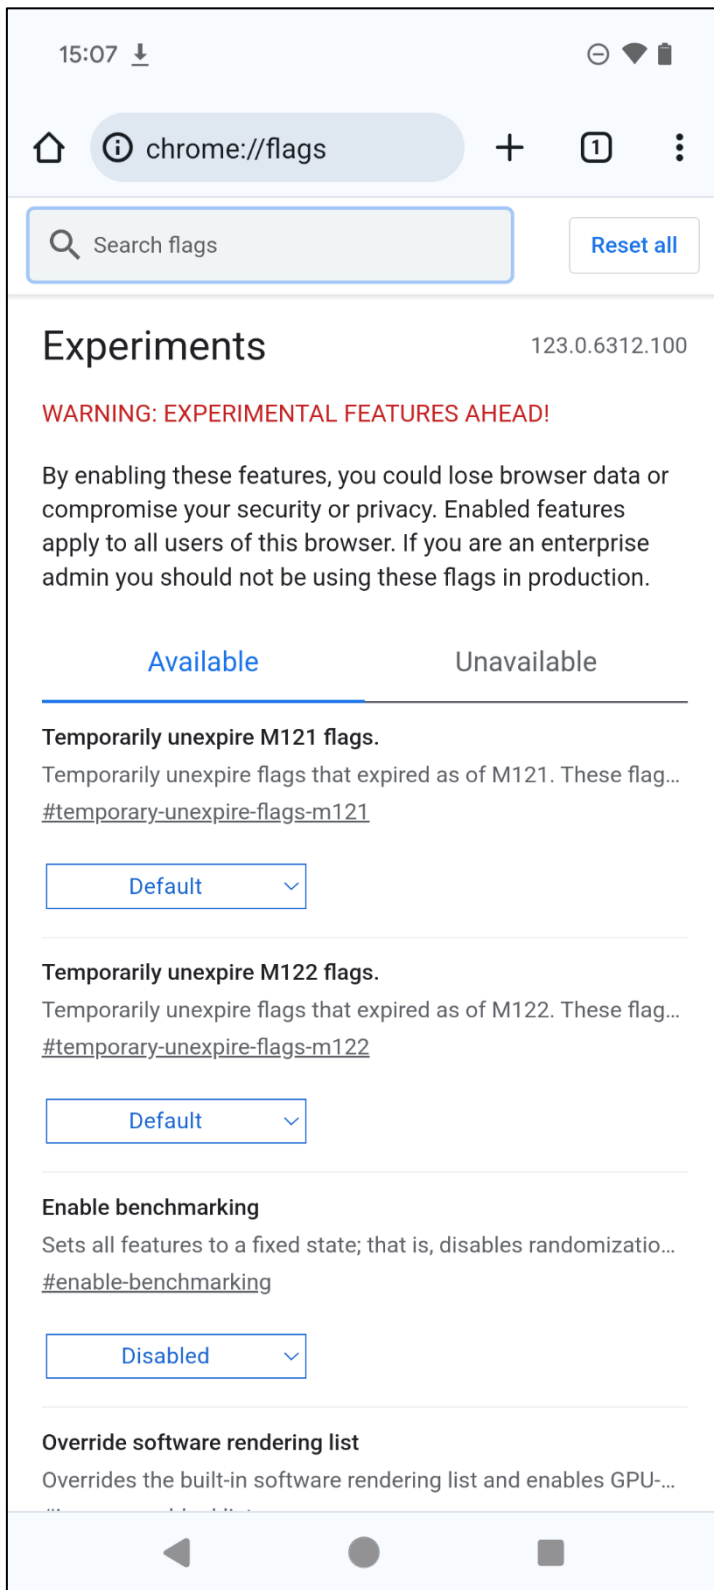 15:07
chrome://flags
1
Search flags
Reset all
Experiments
123.0.6312.100
WARNING: EXPERIMENTAL FEATURES AHEAD!
By enabling these features, you could lose browser data or
compromise your security or privacy. Enabled features
apply to all users of this browser. If you are an enterprise
admin you should not be using these flags in production.
Available
Unavailable
Temporarily unexpire M121 flags.
Temporarily unexpire flags that expired as of M121. These flag...
#temporary-unexpire-flags-m121
Default
Temporarily unexpire M122 flags.
Temporarily unexpire flags that expired as of M122. These flag...
#temporary-unexpire-flags-m122
Default
Enable benchmarking
Sets all features to a fixed state; that is, disables randomizatio...
#enable-benchmarking
Disabled
Override software rendering list
Overrides the built-in software rendering list and enables GPU-...